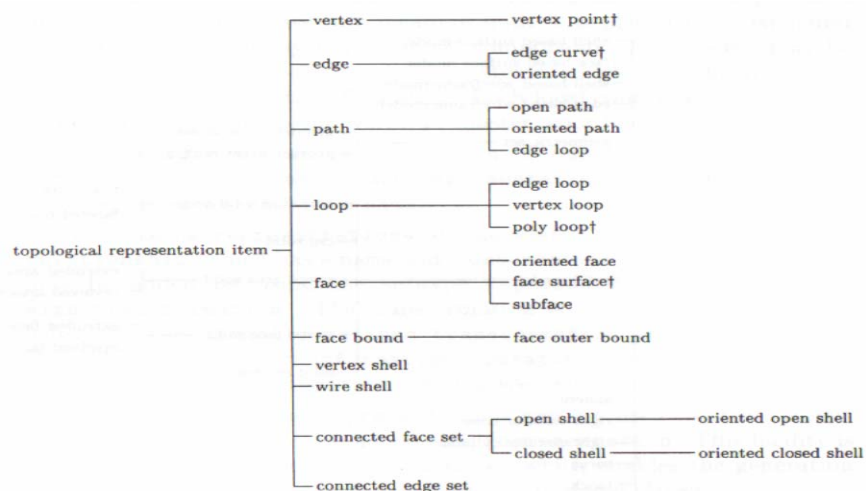 vertex vertex point†
edge curve†
edge
oriented edge
open path
path oriented path
edge loop
edge loop
loop vertex loop
poly loop†
topological representation item
oriented face
face face surface†
subface
face bound face outer bound
vertex shell
wire shell
open shell oriented open shell
connected face set
closed shell oriented closed shell
connected edge set